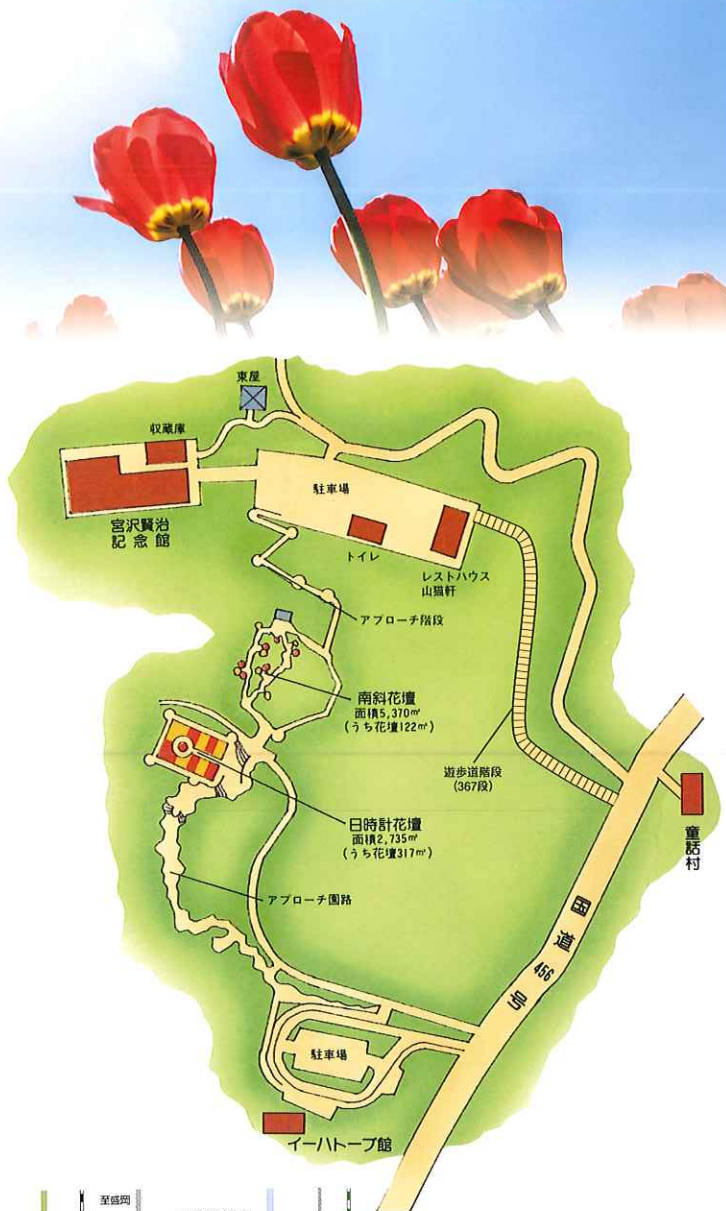 東屋
収蔵庫
駐車場
宮沢賢治
記念館
トイレ
レストハウス
山猫軒
アプローチ階段
南斜花壇
面積5,370㎡
(うち花壇122㎡)
遊歩道階段
(367段)
童話村
日時計花壇
面積2,735㎡
(うち花壇317㎡)
アプローチ園路
国道456号
駐車場
イーハトーブ館
至盛岡